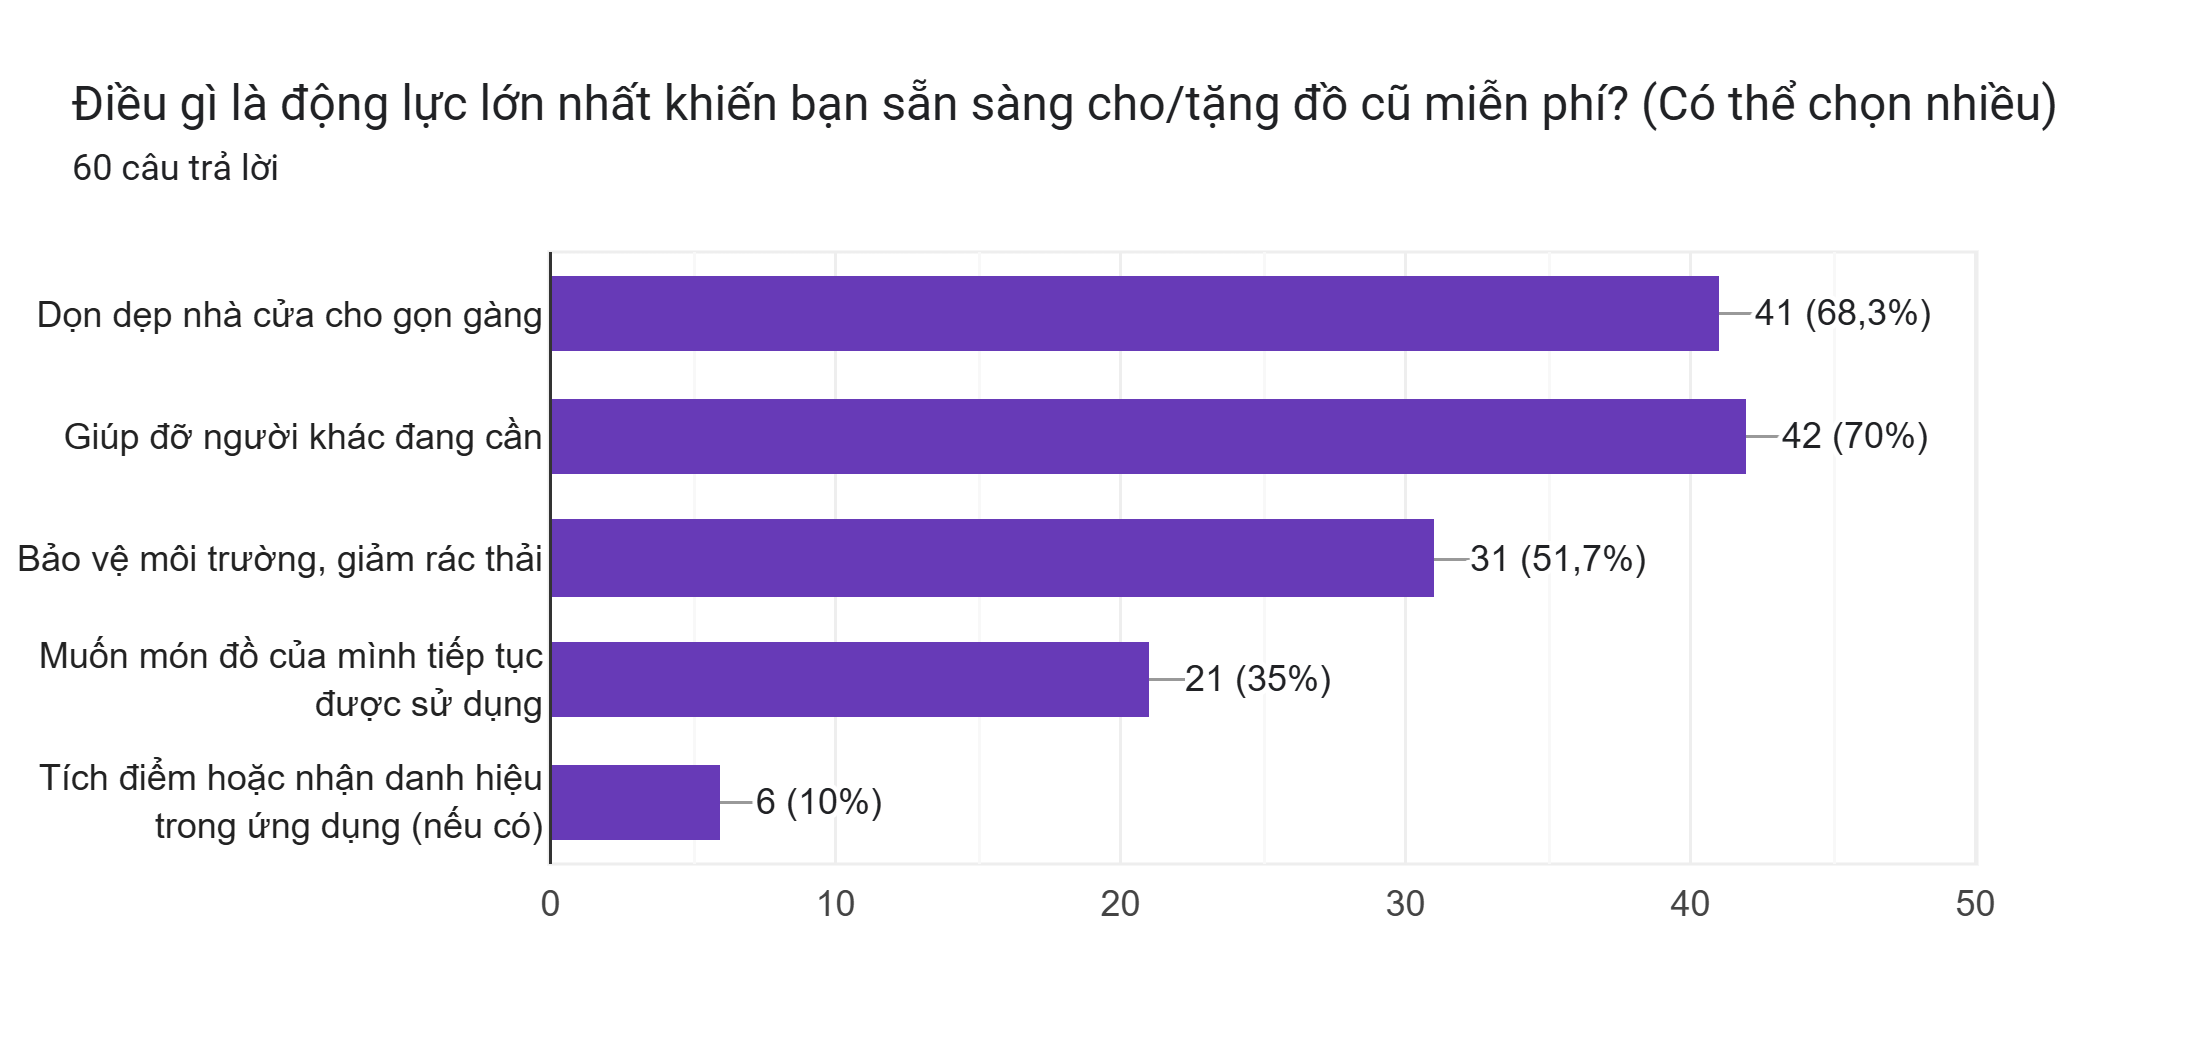 Điều gì là động lực lớn nhất khiến bạn sẵn sàng cho/tặng đồ cũ miễn phí? (Có thể chọn nhiều)
60 câu trả lời
Dọn dẹp nhà cửa cho gọn gàng
41 (68,3%)
Giúp đỡ người khác đang cần
42 (70%)
Bảo vệ môi trường, giảm rác thải
31 (51,7%)
Muốn món đồ của mình tiếp tục
được sử dụng
21 (35%)
Tích điểm hoặc nhận danh hiệu
trong ứng dụng (nếu có)
6 (10%)
0 10 20 30 40 50